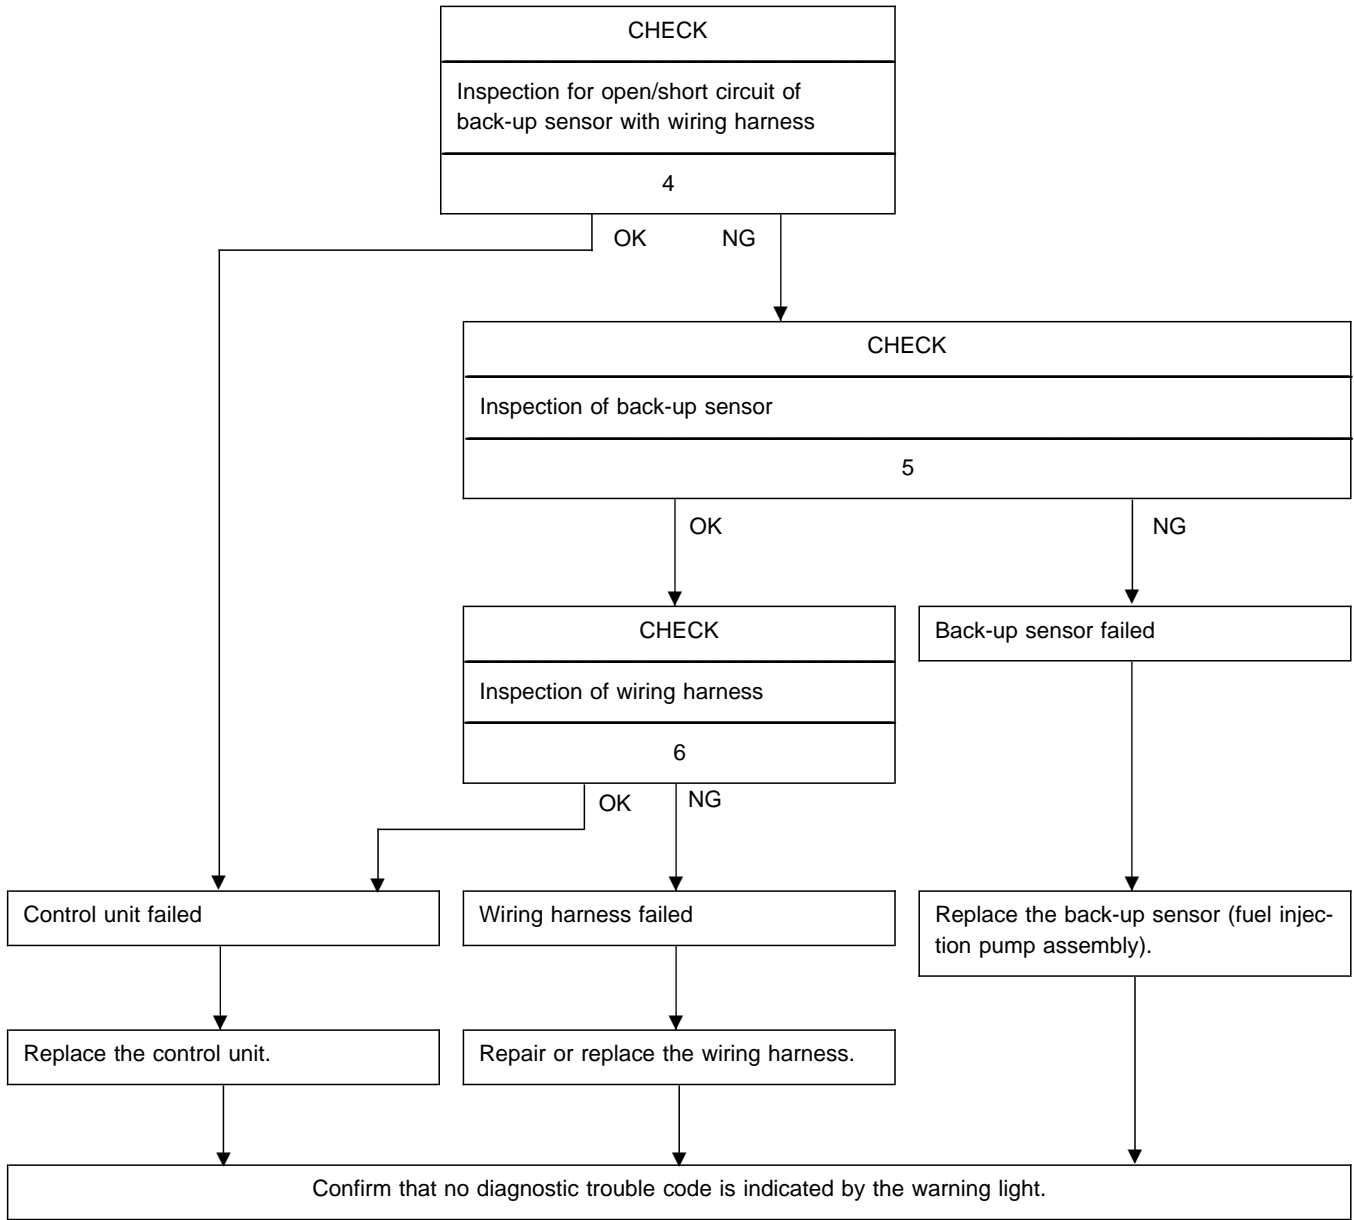 CHECK
Inspection for open/short circuit of
back-up sensor with wiring harness
4
OK
NG
CHECK
Inspection of back-up sensor
5
OK
NG
CHECK
Inspection of wiring harness
6
OK
NG
Back-up sensor failed
Control unit failed
Wiring harness failed
Replace the back-up sensor (fuel injec-
tion pump assembly).
Replace the control unit.
Repair or replace the wiring harness.
Confirm that no diagnostic trouble code is indicated by the warning light.